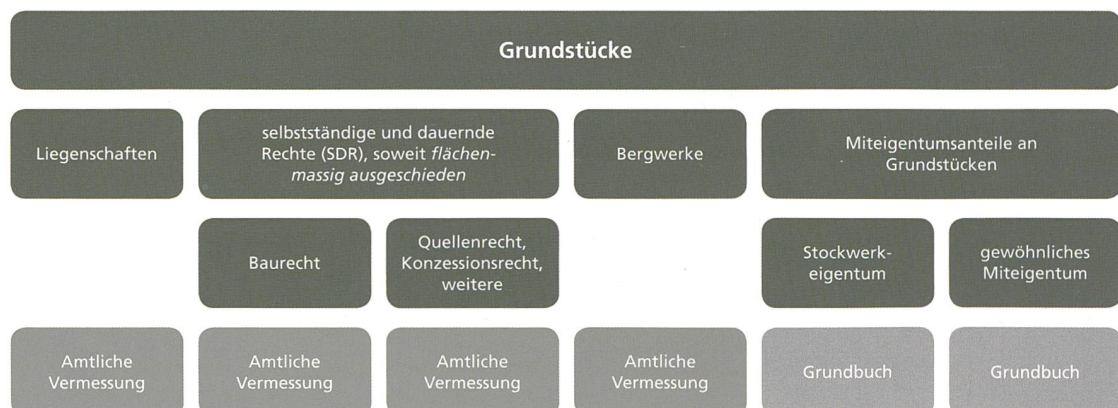 Grundstücke
Liegenschaften
selbstständige und dauernde
Rechte (SDR), soweit flächen-
massig ausgeschieden
Bergwerke
Miteigentumsanteile an
Grundstücken
Baurecht
Quellenrecht,
Konzessionsrecht,
weitere
Stockwerk-
eigentum
gewöhnliches
Miteigentum
Amtliche
Vermessung
Amtliche
Vermessung
Amtliche
Vermessung
Amtliche
Vermessung
Grundbuch
Grundbuch